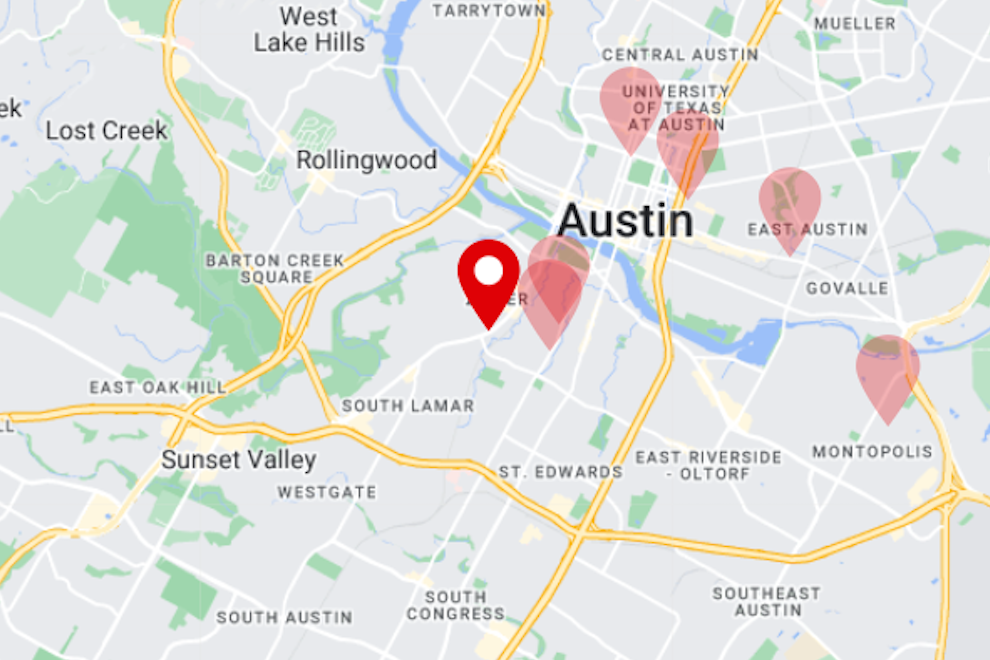 TARRYTOWN
West
Lake Hills
MUELLER
CENTRAL AUSTIN
UNIVERSITY
OF TEXAS
AT AUSTIN
ek
Lost Creek
Rollingwood
Austin
EAST AUSTIN
BARTON CREEK
SQUARE
GOVALLE
EAST OAK HILL
SOUTH LAMAR
LL
MONTOPOLIS
Sunset Valley
EAST RIVERSIDE
- OLTORF
ST. EDWARDS
WESTGATE
SOUTH
CONGRESS
SOUTHEAST
AUSTIN
SOUTH AUSTIN